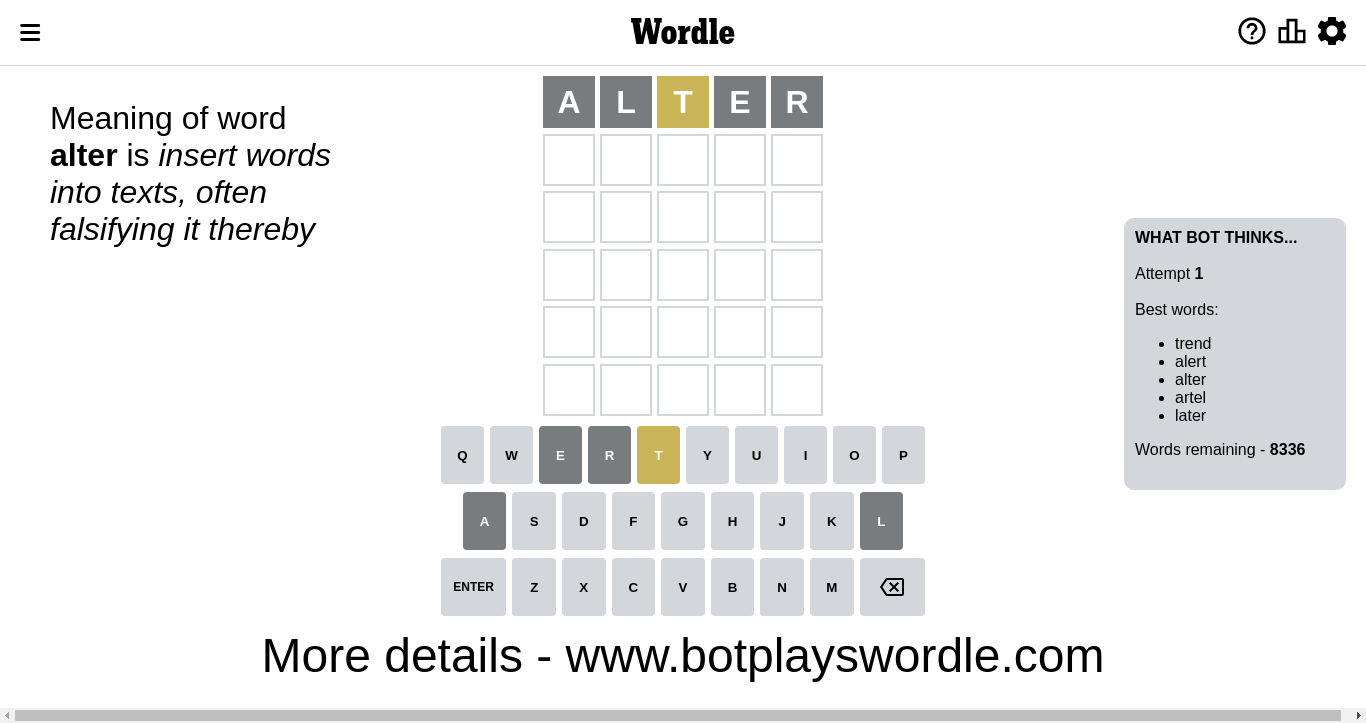 Wordle
Meaning of word
alter is insert words
into texts, often
falsifying it thereby
A L T E R
WHAT BOT THINKS...
Attempt 1
Best words:
• trend
• alert
• alter
• artel
• later
Words remaining - 8336
Q W E R T Y U I O P
A S D F G H J K L
ENTER Z X C V B N M
More details - www.botplayswordle.com